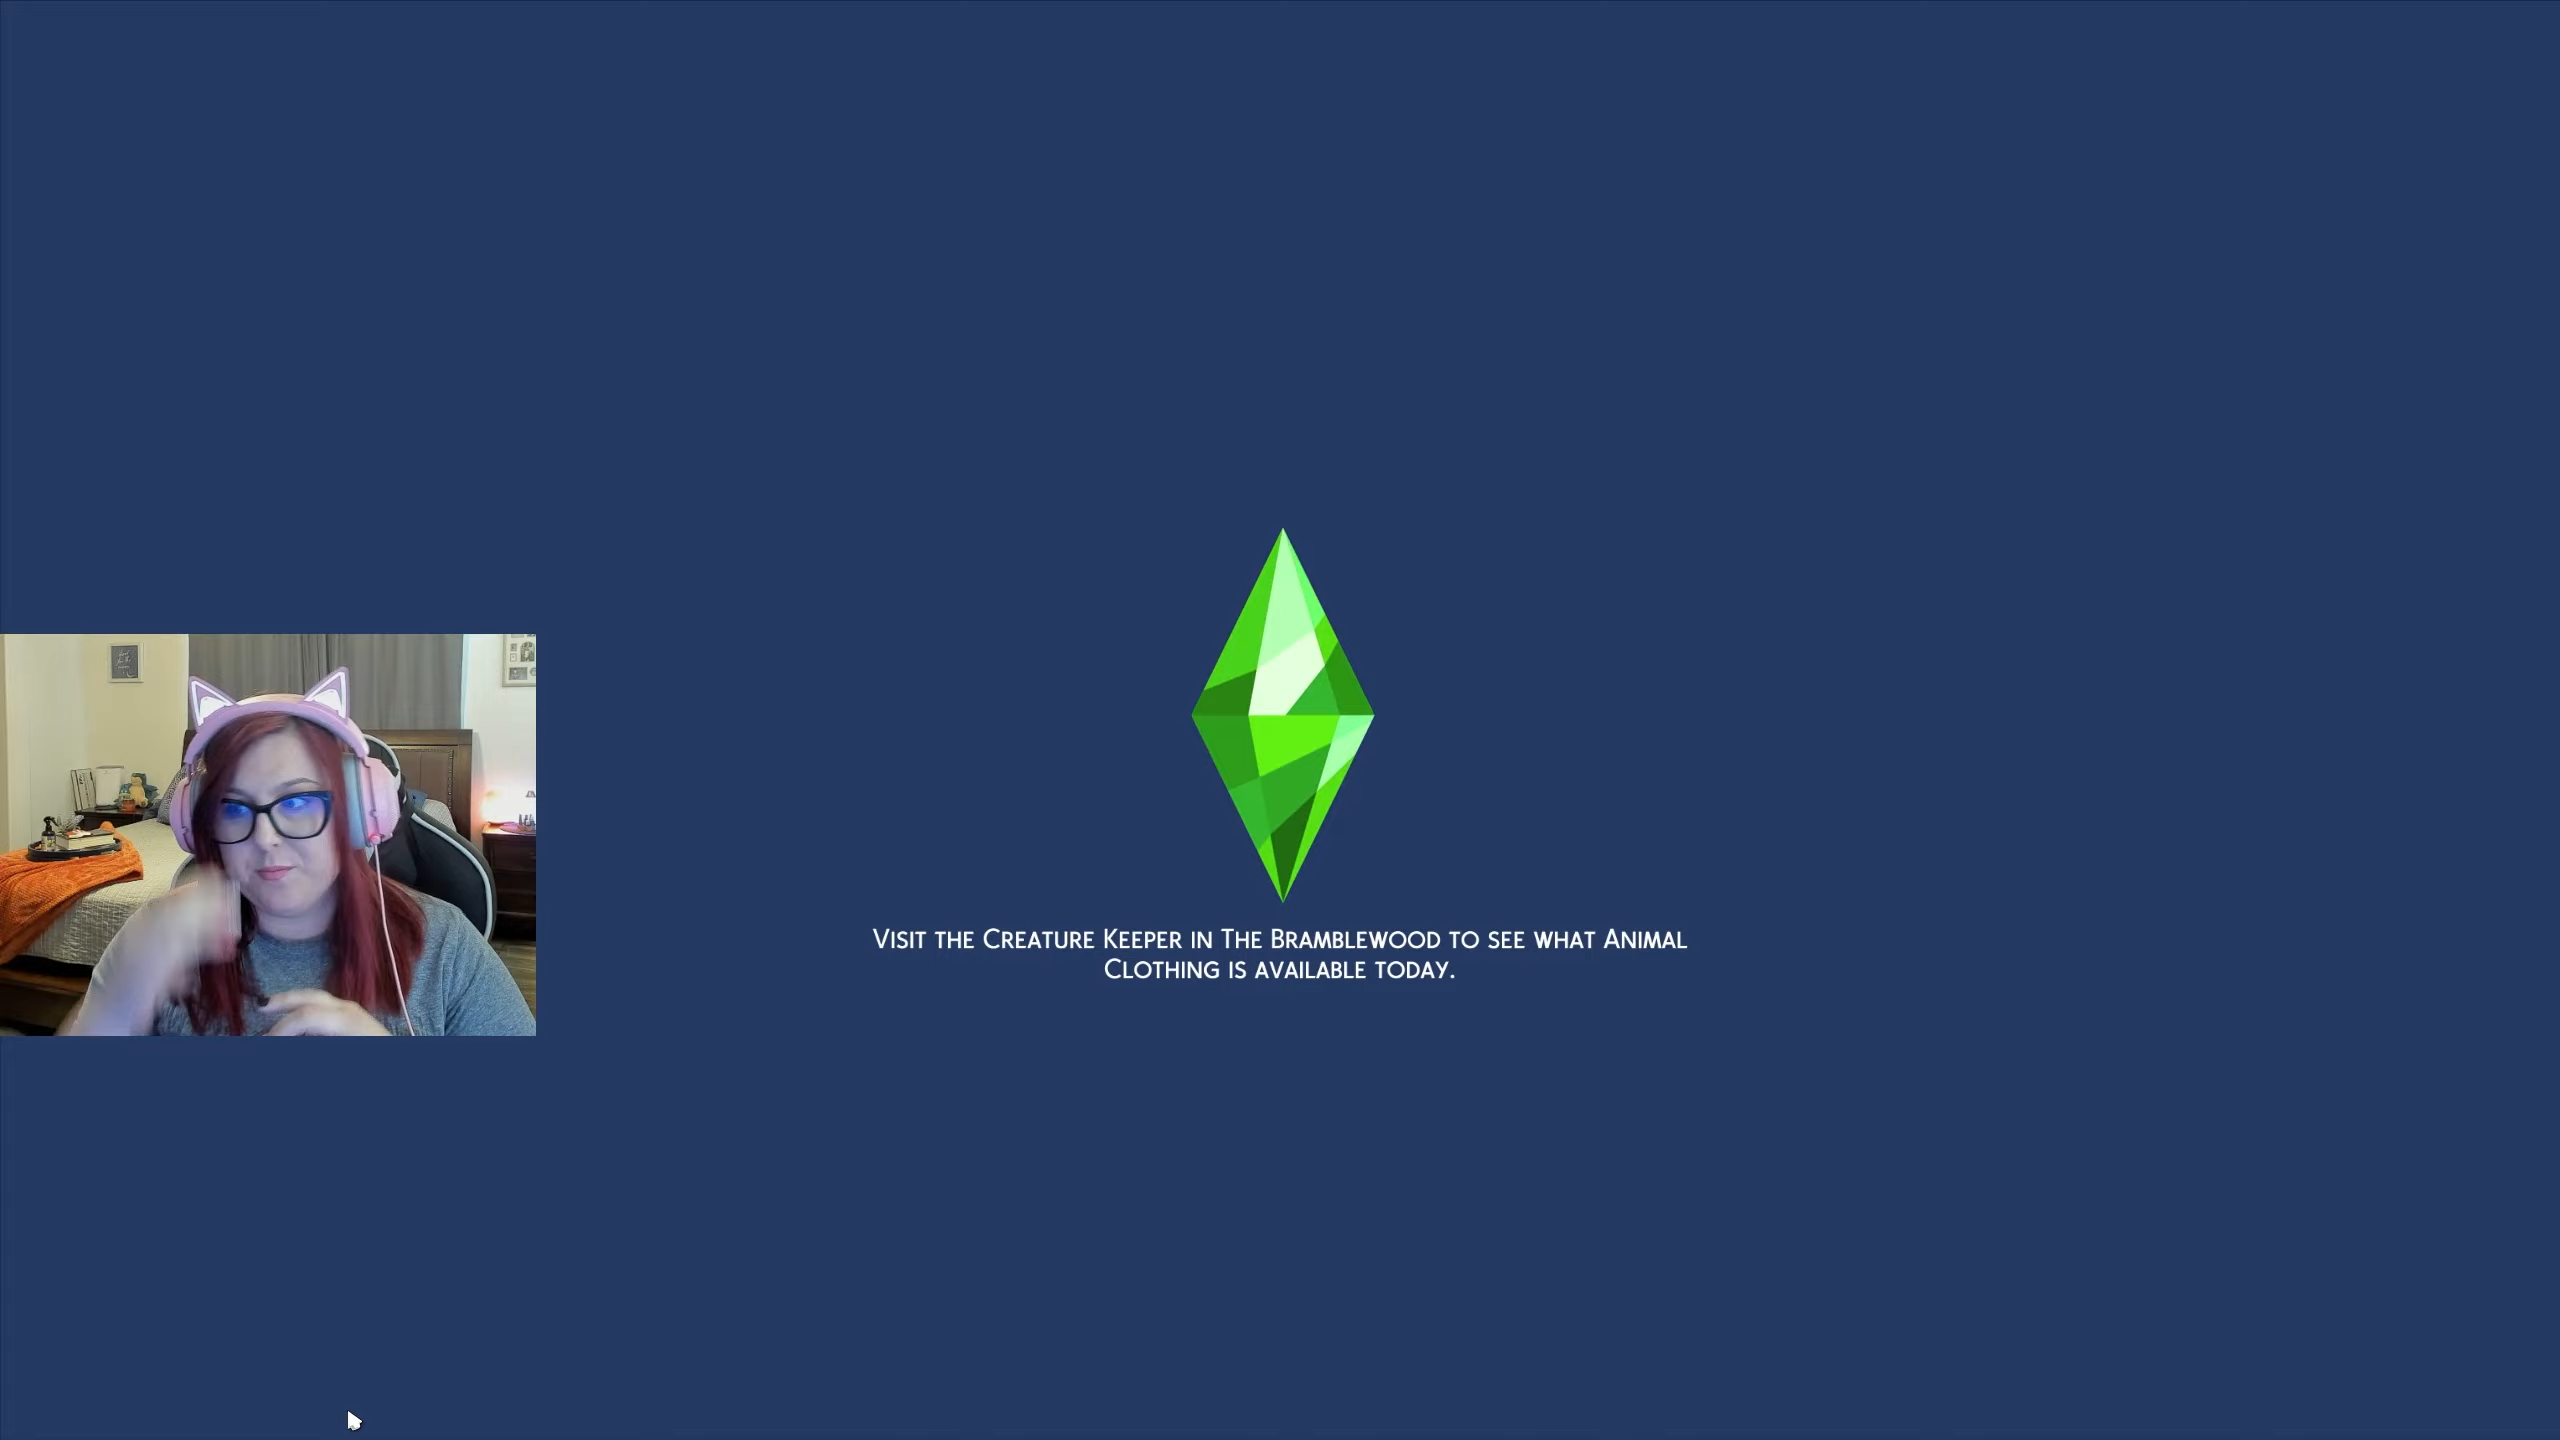 Visit the Creature Keeper in The Bramblewood to see what Animal
Clothing is available today.